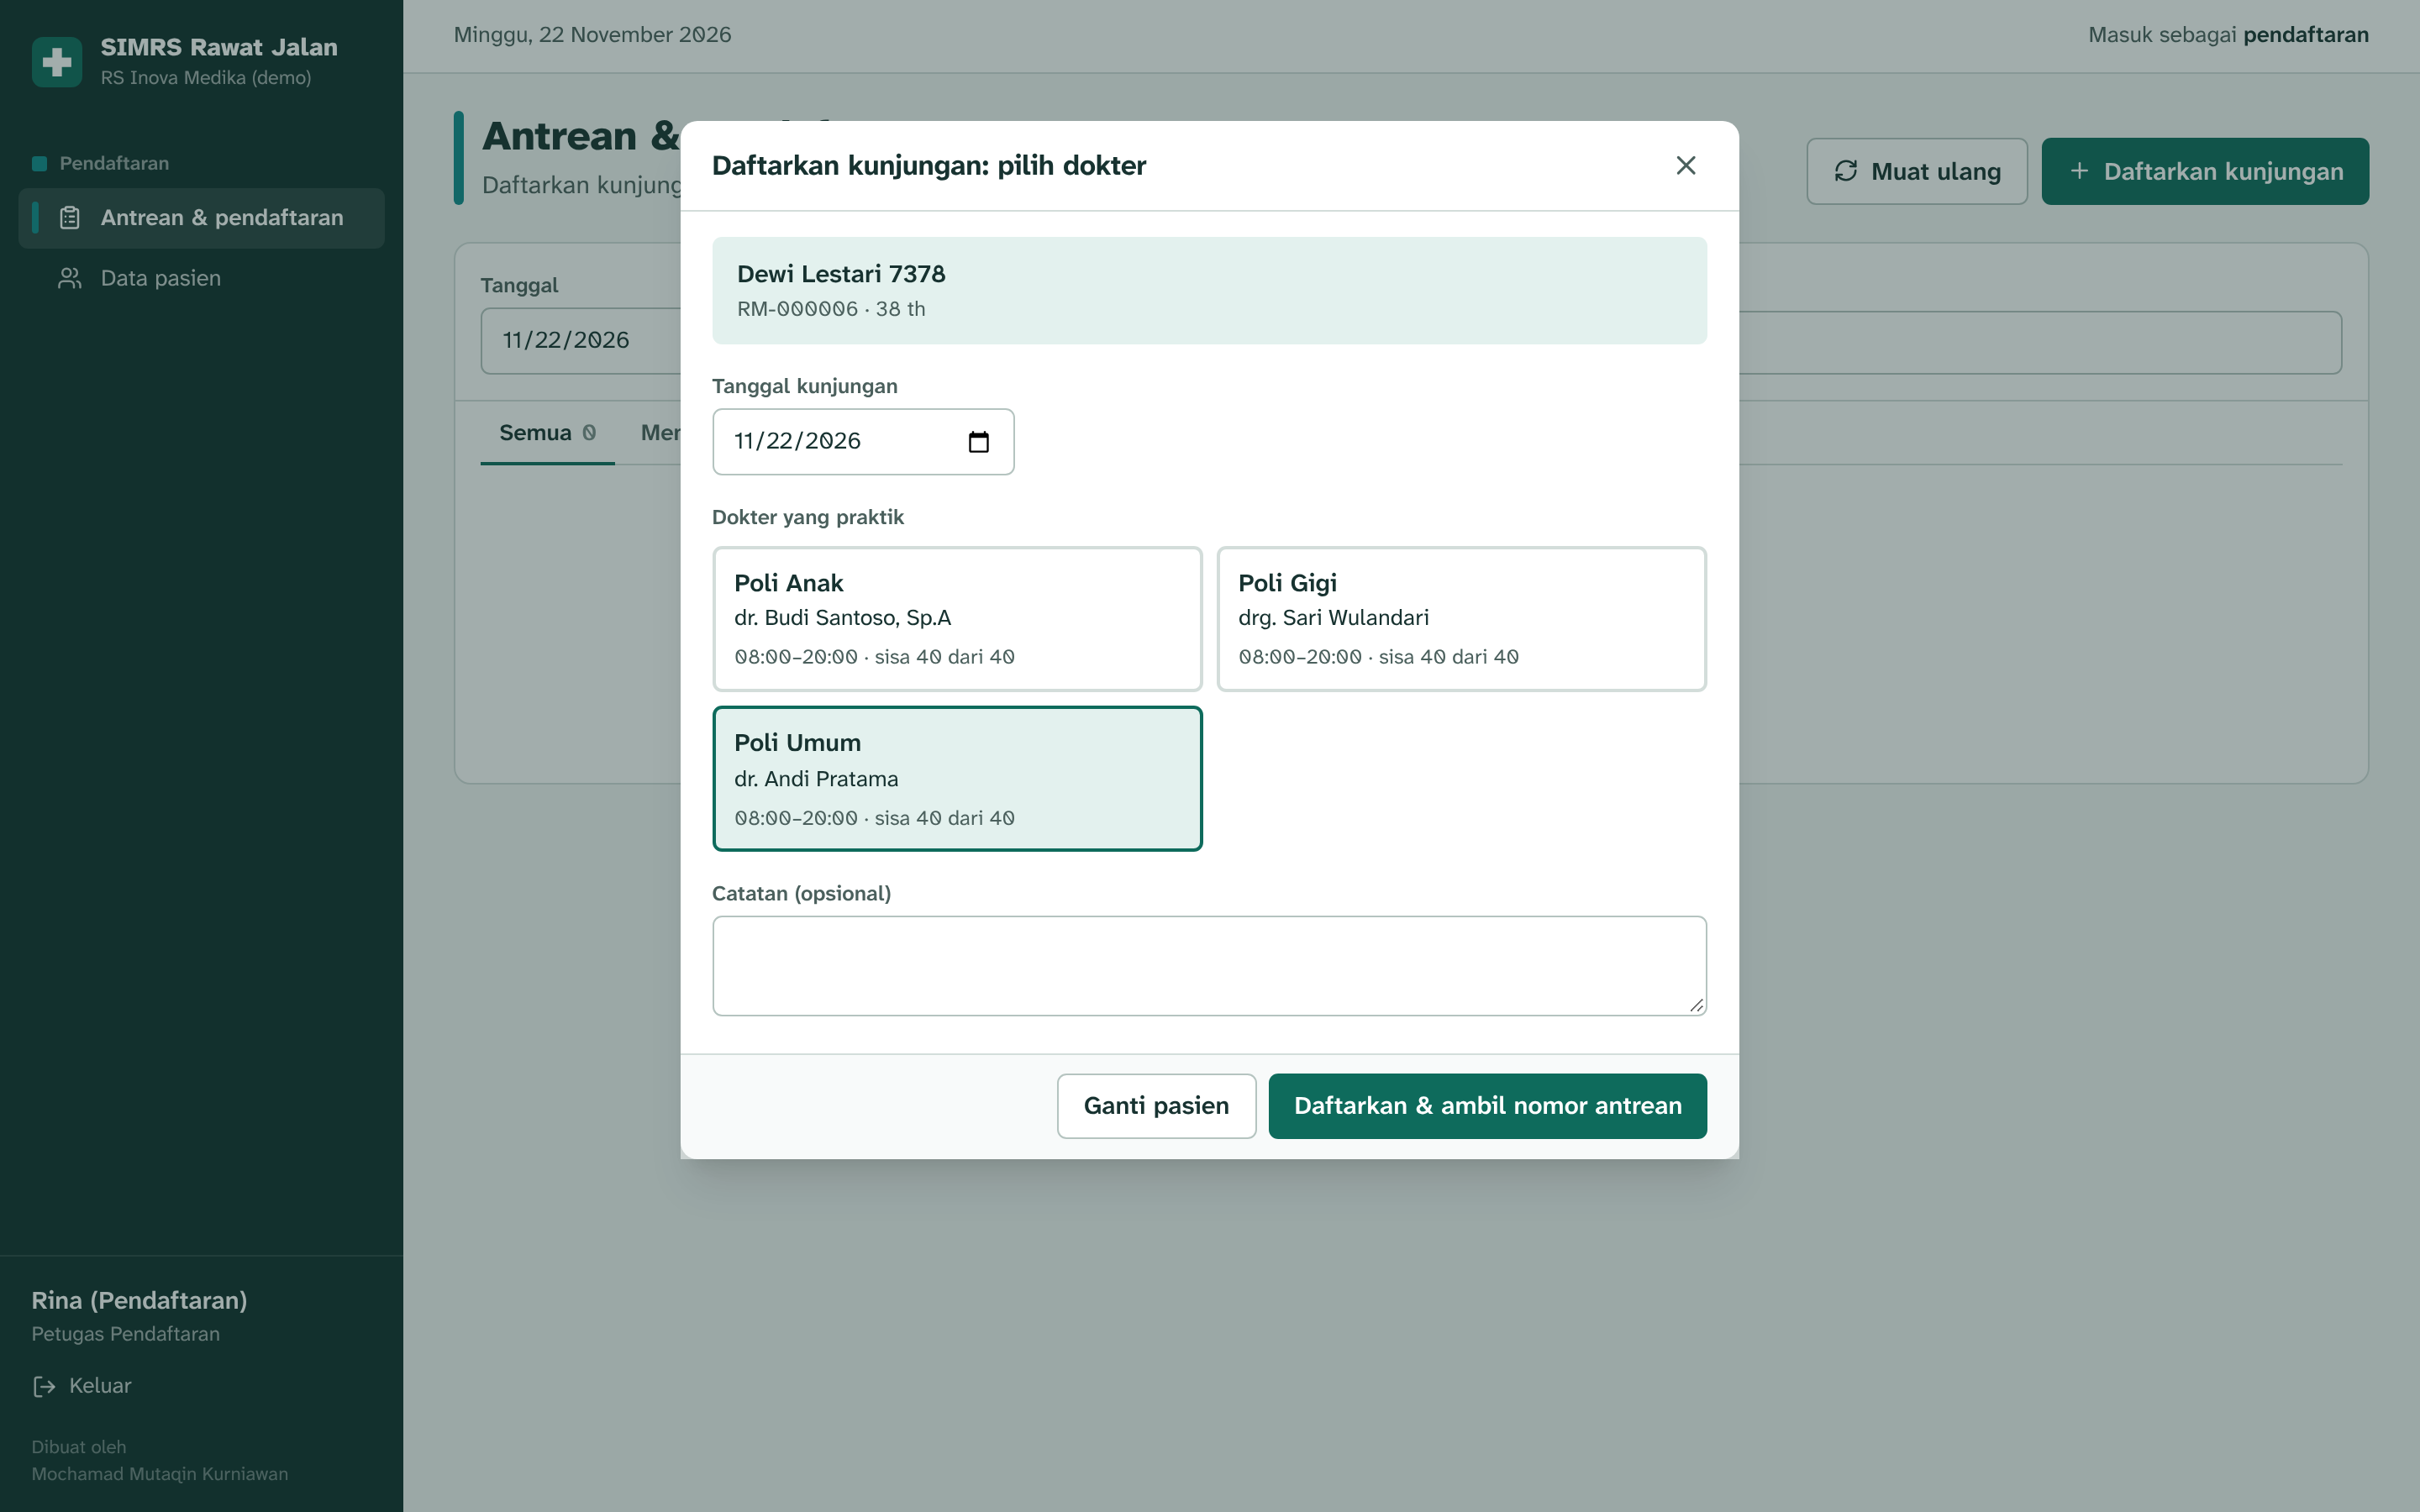 SIMRS Rawat Jalan
RS Inova Medika (demo)
Pendaftaran
Antrean & pendaftaran
Data pasien
Rina (Pendaftaran)
Petugas Pendaftaran
Keluar
Dibuat oleh
Mochamad Mutaqin Kurniawan
Minggu, 22 November 2026
Masuk sebagai pendaftaran
Antrean &
Daftarkan kunjung
Muat ulang
+ Daftarkan kunjungan
Tanggal
11/22/2026
Semua 0
Men
Daftarkan kunjungan: pilih dokter
Dewi Lestari 7378
RM-000006 · 38 th
Tanggal kunjungan
11/22/2026
Dokter yang praktik
Poli Anak
dr. Budi Santoso, Sp.A
08:00–20:00 · sisa 40 dari 40
Poli Gigi
drg. Sari Wulandari
08:00–20:00 · sisa 40 dari 40
Poli Umum
dr. Andi Pratama
08:00–20:00 · sisa 40 dari 40
Catatan (opsional)
Ganti pasien
Daftarkan & ambil nomor antrean